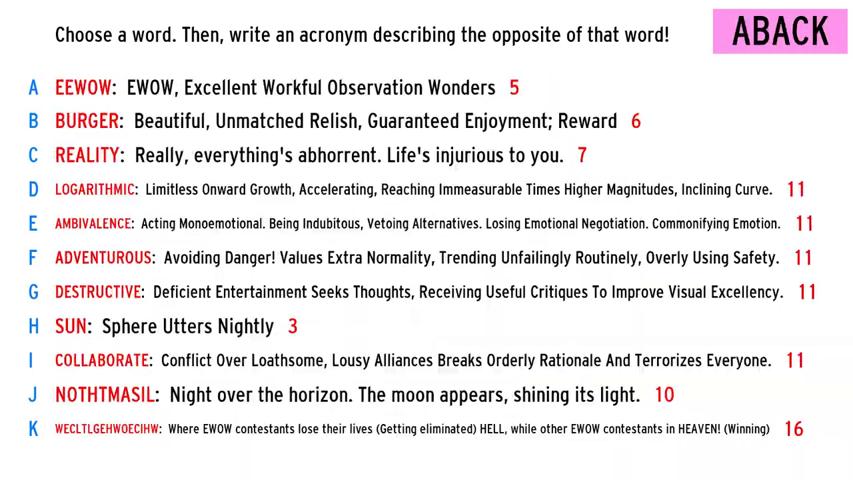 Choose a word. Then, write an acronym describing the opposite of that word!
ABACK
A EEWOW: EWOW, Excellent Workful Observation Wonders 5
B BURGER: Beautiful, Unmatched Relish, Guaranteed Enjoyment; Reward 6
C REALITY: Really, everything's abhorrent. Life's injurious to you. 7
D LOGARITHMIC: Limitless Onward Growth, Accelerating, Reaching Immeasurable Times Higher Magnitudes, Inclining Curve. 11
E AMBIVALENCE: Acting Monoemotional. Being Indubitous, Vetoing Alternatives. Losing Emotional Negotiation. Commonifying Emotion. 11
F ADVENTUROUS: Avoiding Danger! Values Extra Normality, Trending Unfailingly Routinely, Overly Using Safety. 11
G DESTRUCTIVE: Deficient Entertainment Seeks Thoughts, Receiving Useful Critiques To Improve Visual Excellency. 11
H SUN: Sphere Utters Nightly 3
I COLLABORATE: Conflict Over Loathsome, Lousy Alliances Breaks Orderly Rationale And Terrorizes Everyone. 11
J NOTHTMASIL: Night over the horizon. The moon appears, shining its light. 10
K WECLTLGEHWOECIHW: Where EWOW contestants lose their lives (Getting eliminated) HELL, while other EWOW contestants in HEAVEN! (Winning) 16